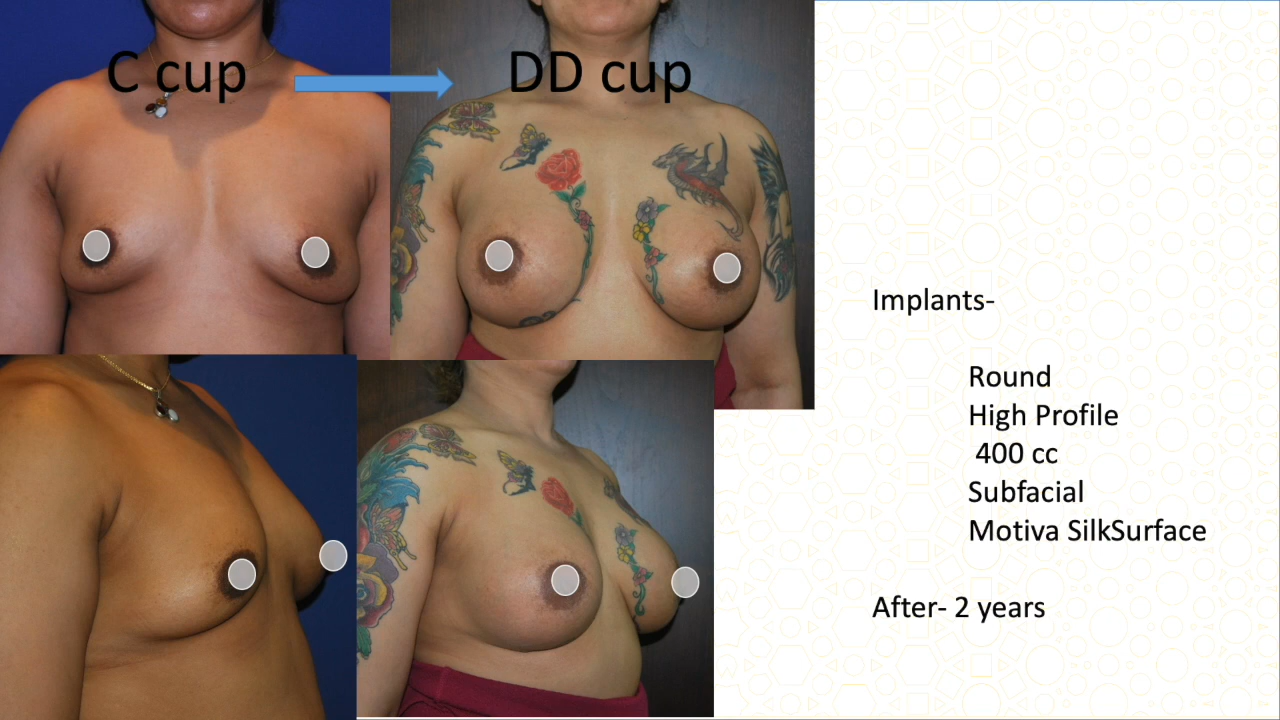 C cup
DD cup
Implants-
Round
High Profile
400 cc
Subfacial
Motiva SilkSurface
After- 2 years